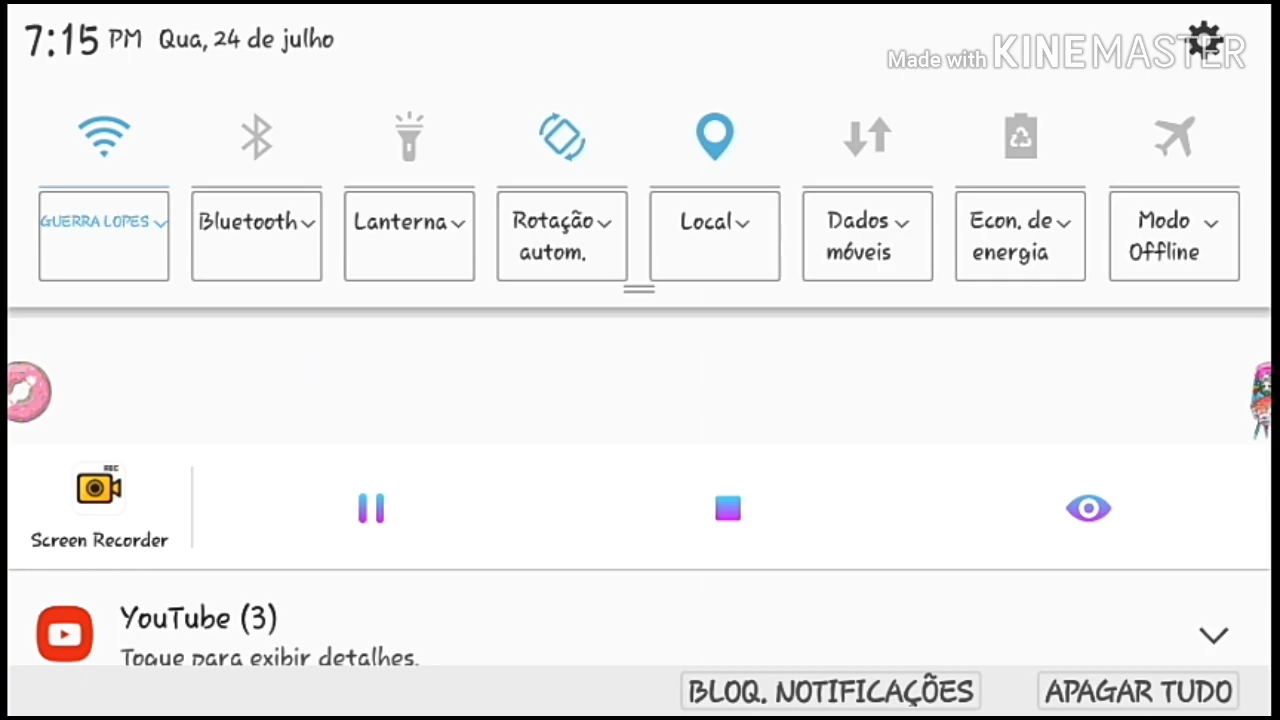 7:15 PM Qua, 24 de julho
Made with KINEMASTER
GUERRA LOPES
Bluetooth
Lanterna
Rotação
autom.
Local
Dados
móveis
Econ. de
energia
Modo
Offline
REC
Screen Recorder
YouTube (3)
Toque para exibir detalhes.
BLOQ. NOTIFICAÇÕES
APAGAR TUDO